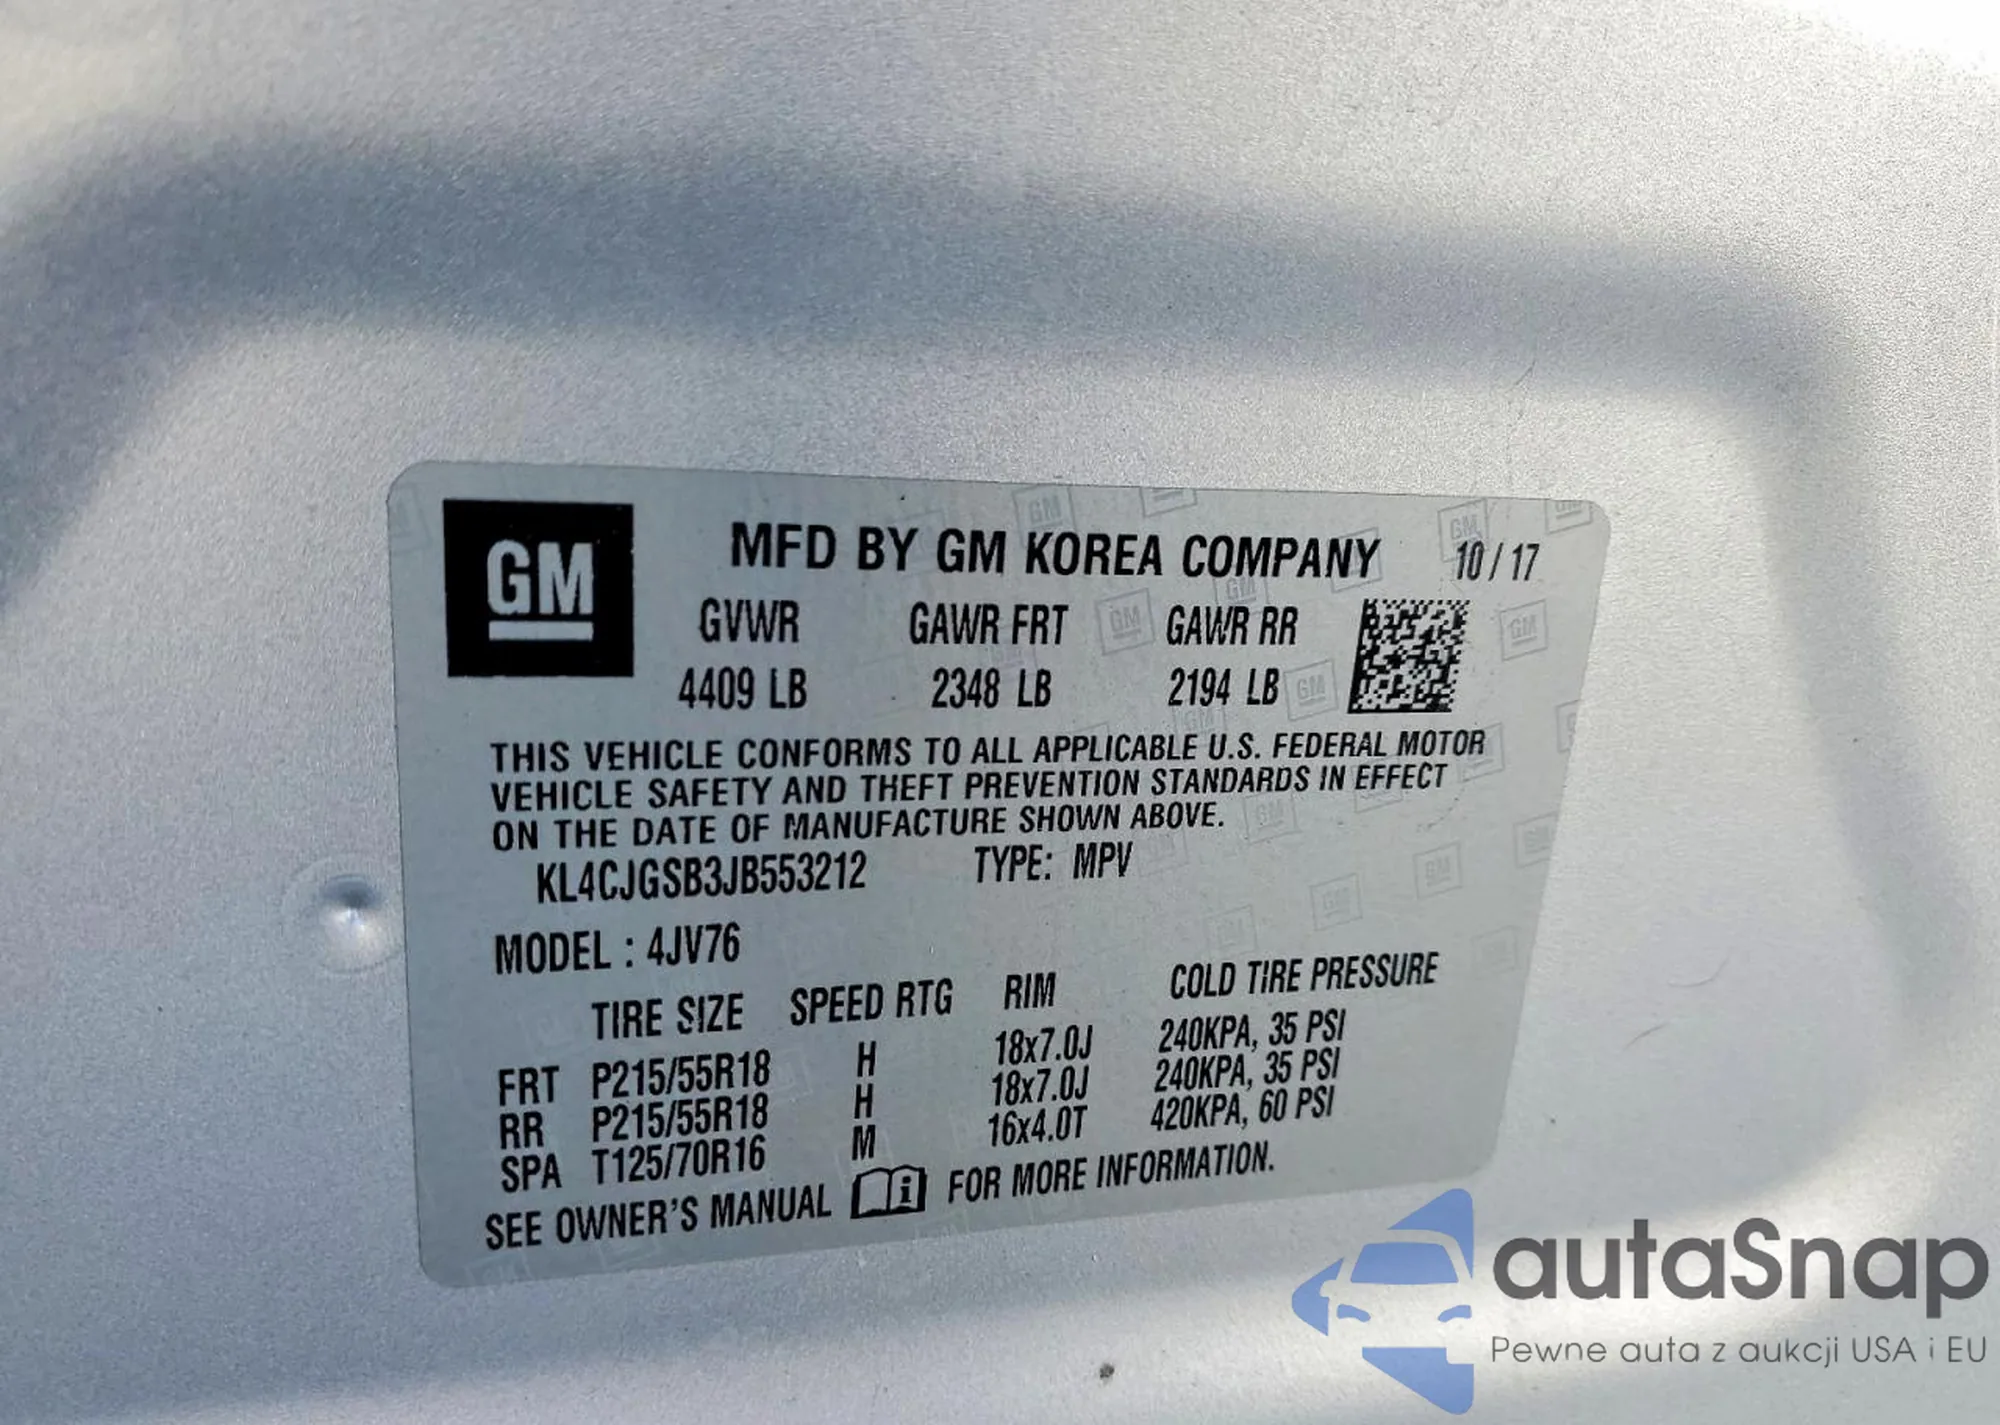 GM
MFD BY GM KOREA COMPANY 10/17
GVWR GAWR FRT GAWR RR
4409 LB 2348 LB 2194 LB
THIS VEHICLE CONFORMS TO ALL APPLICABLE U.S. FEDERAL MOTOR
VEHICLE SAFETY AND THEFT PREVENTION STANDARDS IN EFFECT
ON THE DATE OF MANUFACTURE SHOWN ABOVE.
KL4CJGSB3JB553212 TYPE: MPV
MODEL : 4JV76
TIRE SIZE SPEED RTG RIM COLD TIRE PRESSURE
FRT P215/55R18 H 18x7.0J 240KPA, 35 PSI
RR P215/55R18 H 18x7.0J 240KPA, 35 PSI
SPA T125/70R16 M 16x4.0T 420KPA, 60 PSI
SEE OWNER'S MANUAL i FOR MORE INFORMATION.
autaSnap
Pewne auta z aukcji USA i EU